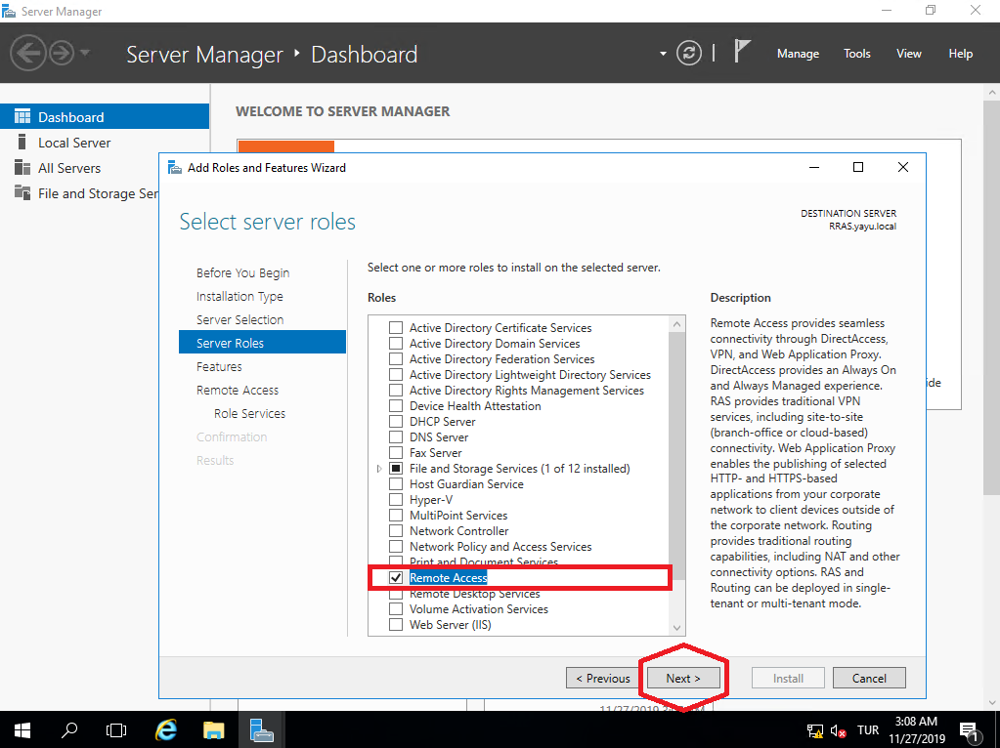 Server Manager
Server Manager ‣ Dashboard
Manage
Tools
View
Help
Dashboard
Local Server
All Servers
File and Storage Ser
WELCOME TO SERVER MANAGER
Add Roles and Features Wizard
Select server roles
DESTINATION SERVER
RRAS.yayu.local
Before You Begin
Installation Type
Server Selection
Server Roles
Features
Remote Access
Role Services
Confirmation
Results
Select one or more roles to install on the selected server.
Roles
Active Directory Certificate Services
Active Directory Domain Services
Active Directory Federation Services
Active Directory Lightweight Directory Services
Active Directory Rights Management Services
Device Health Attestation
DHCP Server
DNS Server
Fax Server
File and Storage Services (1 of 12 installed)
Host Guardian Service
Hyper-V
MultiPoint Services
Network Controller
Network Policy and Access Services
Print and Document Services
Remote Access
Remote Desktop Services
Volume Activation Services
Web Server (IIS)
Description
Remote Access provides seamless
connectivity through DirectAccess,
VPN, and Web Application Proxy.
DirectAccess provides an Always On
and Always Managed experience.
RAS provides traditional VPN
services, including site-to-site
(branch-office or cloud-based)
connectivity. Web Application Proxy
enables the publishing of selected
HTTP- and HTTPS-based
applications from your corporate
network to client devices outside of
the corporate network. Routing
provides traditional routing
capabilities, including NAT and other
connectivity options. RAS and
Routing can be deployed in single-
tenant or multi-tenant mode.
ide
< Previous
Next >
Install
Cancel
11/27/2019
TUR
3:08 AM
11/27/2019
1